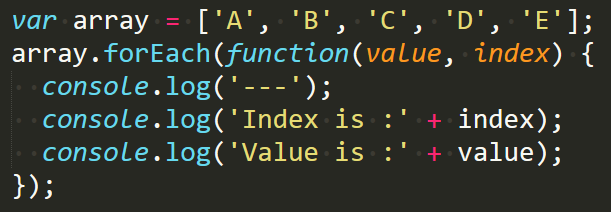 var array = ['A', 'B', 'C', 'D', 'E'];
array.forEach(function(value, index) {
  console.log('---');
  console.log('Index is :' + index);
  console.log('Value is :' + value);
});